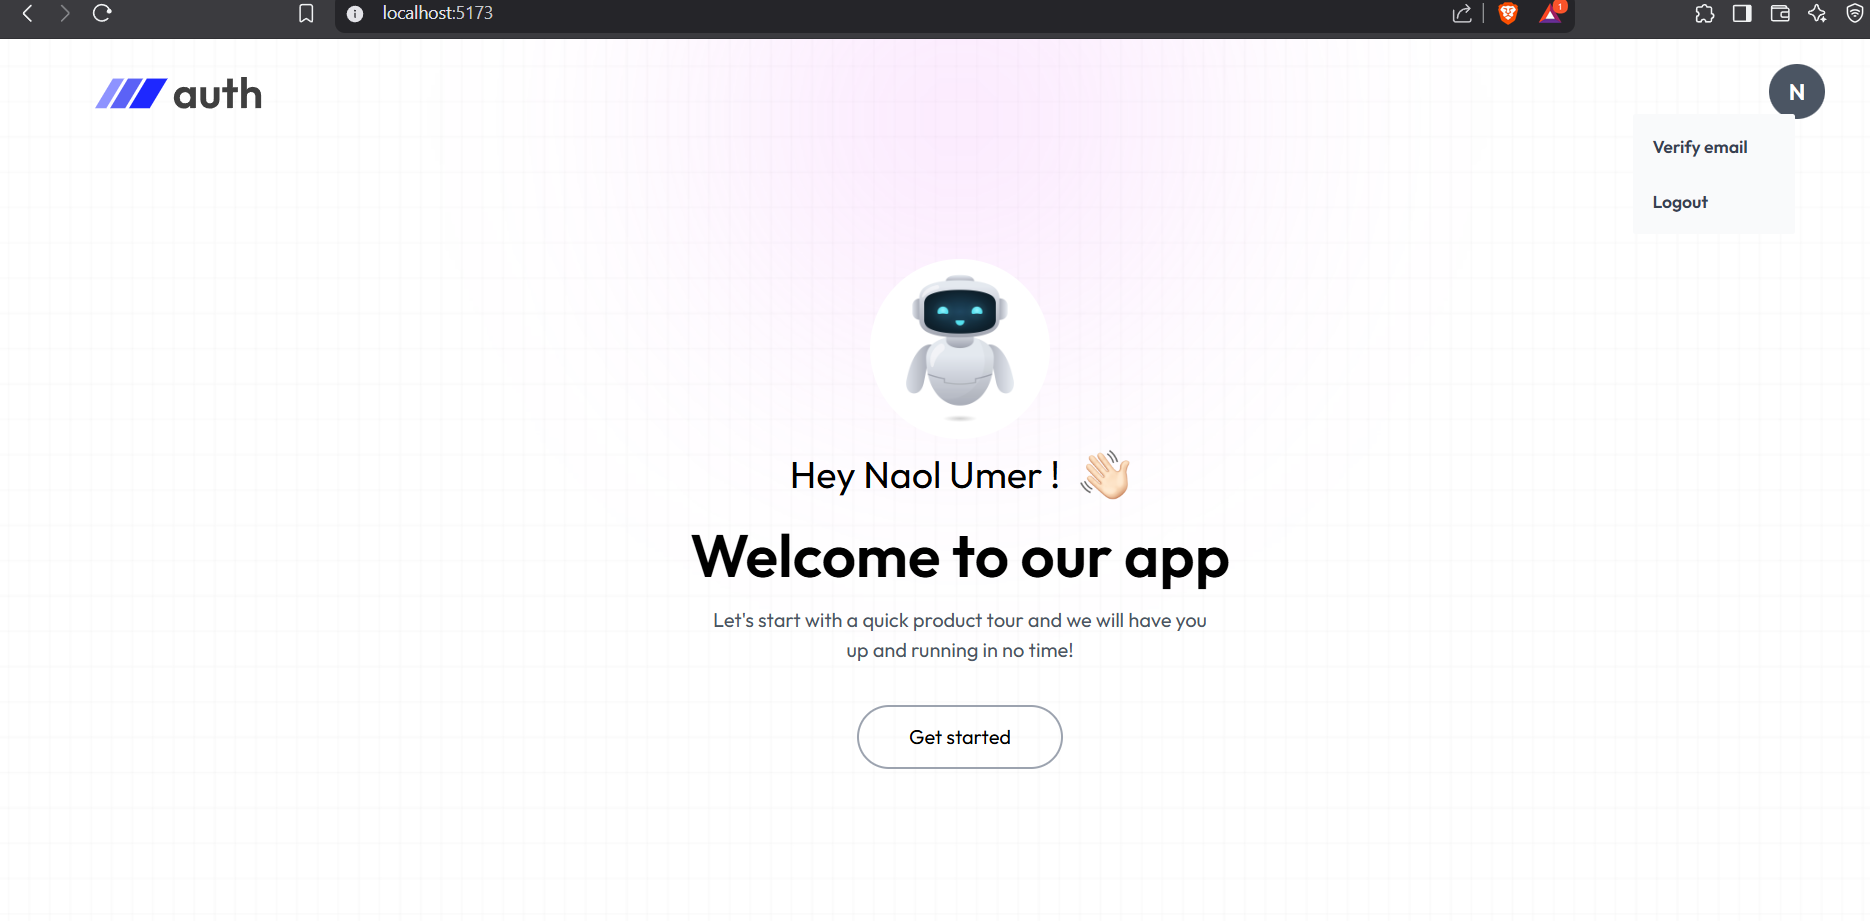 localhost:5173
1
auth
N
Verify email
Logout
Hey Naol Umer ! 👋🏻
Welcome to our app
Let's start with a quick product tour and we will have you
up and running in no time!
Get started